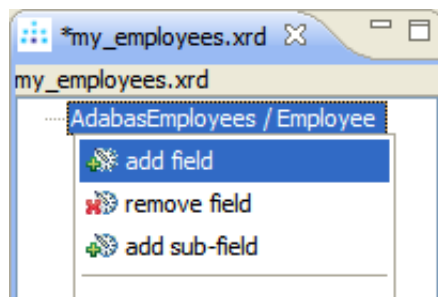 *my_employees.xrd
my_employees.xrd
AdabasEmployees / Employee
add field
remove field
add sub-field